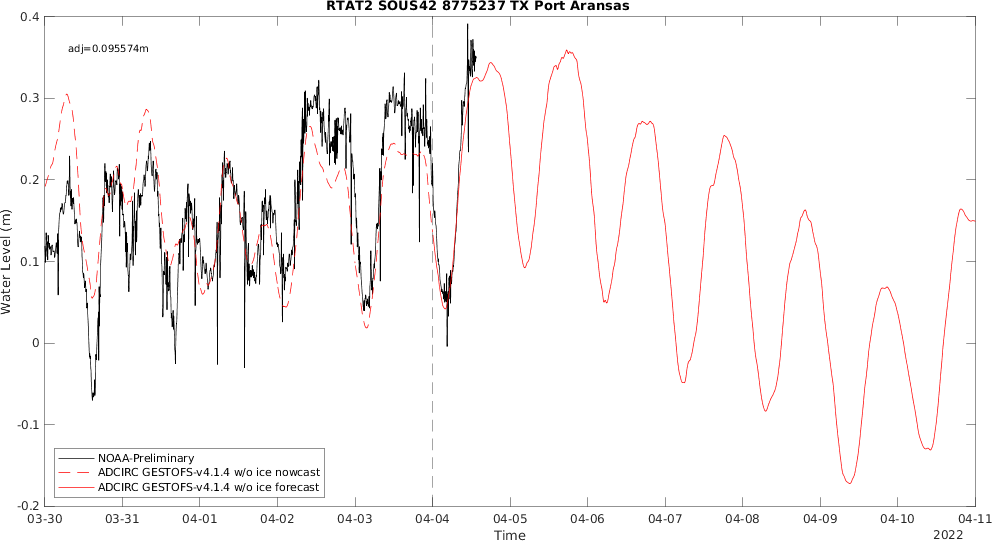 RTAT2 SOUS42 8775237 TX Port Aransas
adj=0.095574m
0.4
0.3
0.2
0.1
0
-0.1
-0.2
Water Level (m)
NOAA-Preliminary
ADCIRC GESTOFS-v4.1.4 w/o ice nowcast
ADCIRC GESTOFS-v4.1.4 w/o ice forecast
03-30 03-31 04-01 04-02 04-03 04-04 04-05 04-06 04-07 04-08 04-09 04-10 04-11
Time
2022